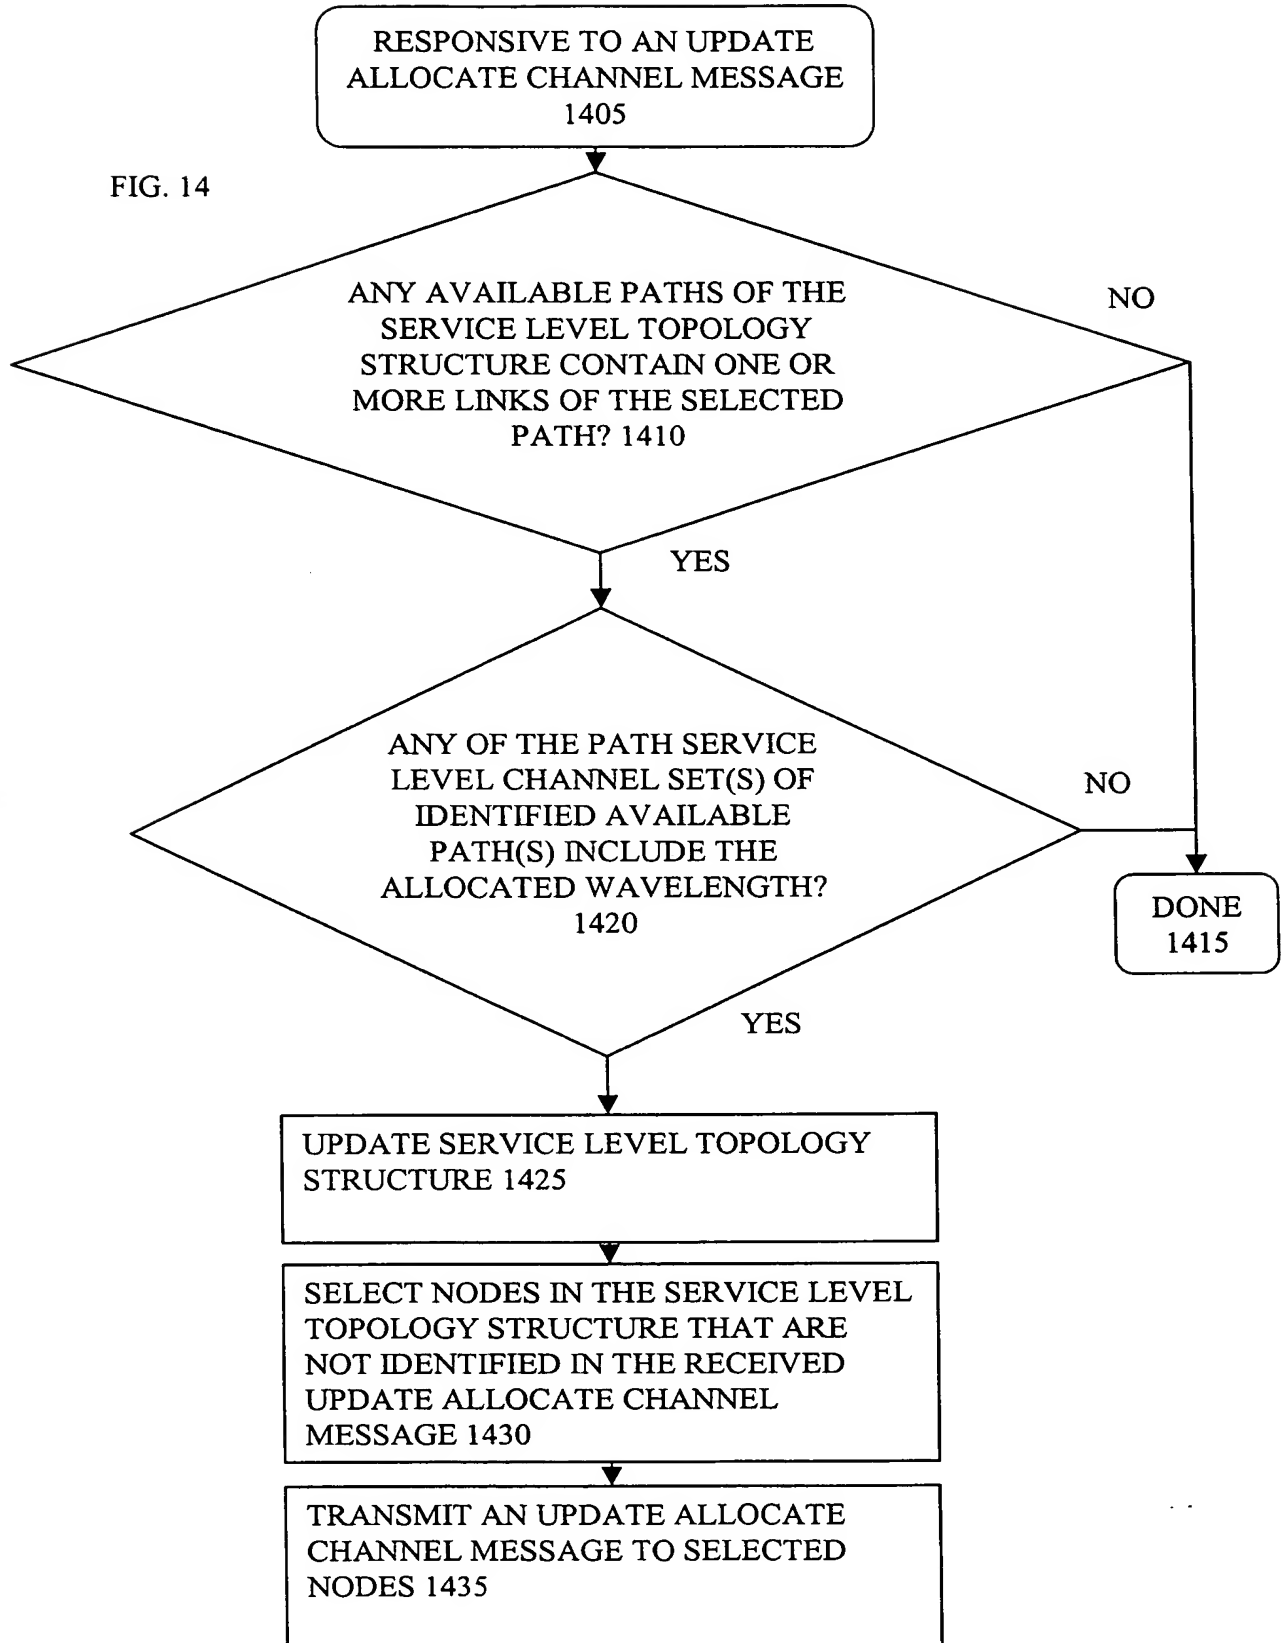 RESPONSIVE TO AN UPDATE
ALLOCATE CHANNEL MESSAGE
1405
FIG. 14
ANY AVAILABLE PATHS OF THE
SERVICE LEVEL TOPOLOGY
STRUCTURE CONTAIN ONE OR
MORE LINKS OF THE SELECTED
PATH? 1410
NO
YES
ANY OF THE PATH SERVICE
LEVEL CHANNEL SET(S) OF
IDENTIFIED AVAILABLE
PATH(S) INCLUDE THE
ALLOCATED WAVELENGTH?
1420
NO
DONE
1415
YES
UPDATE SERVICE LEVEL TOPOLOGY
STRUCTURE 1425
SELECT NODES IN THE SERVICE LEVEL
TOPOLOGY STRUCTURE THAT ARE
NOT IDENTIFIED IN THE RECEIVED
UPDATE ALLOCATE CHANNEL
MESSAGE 1430
TRANSMIT AN UPDATE ALLOCATE
CHANNEL MESSAGE TO SELECTED
NODES 1435